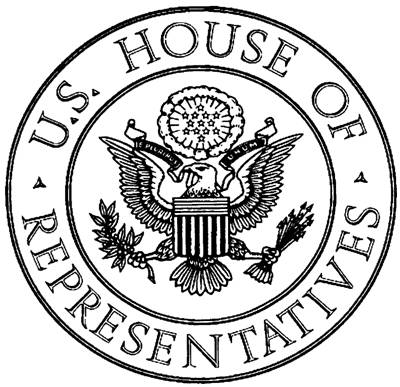 U.S. HOUSE OF
REPRESENTATIVES
E PLURIBUS UNUM